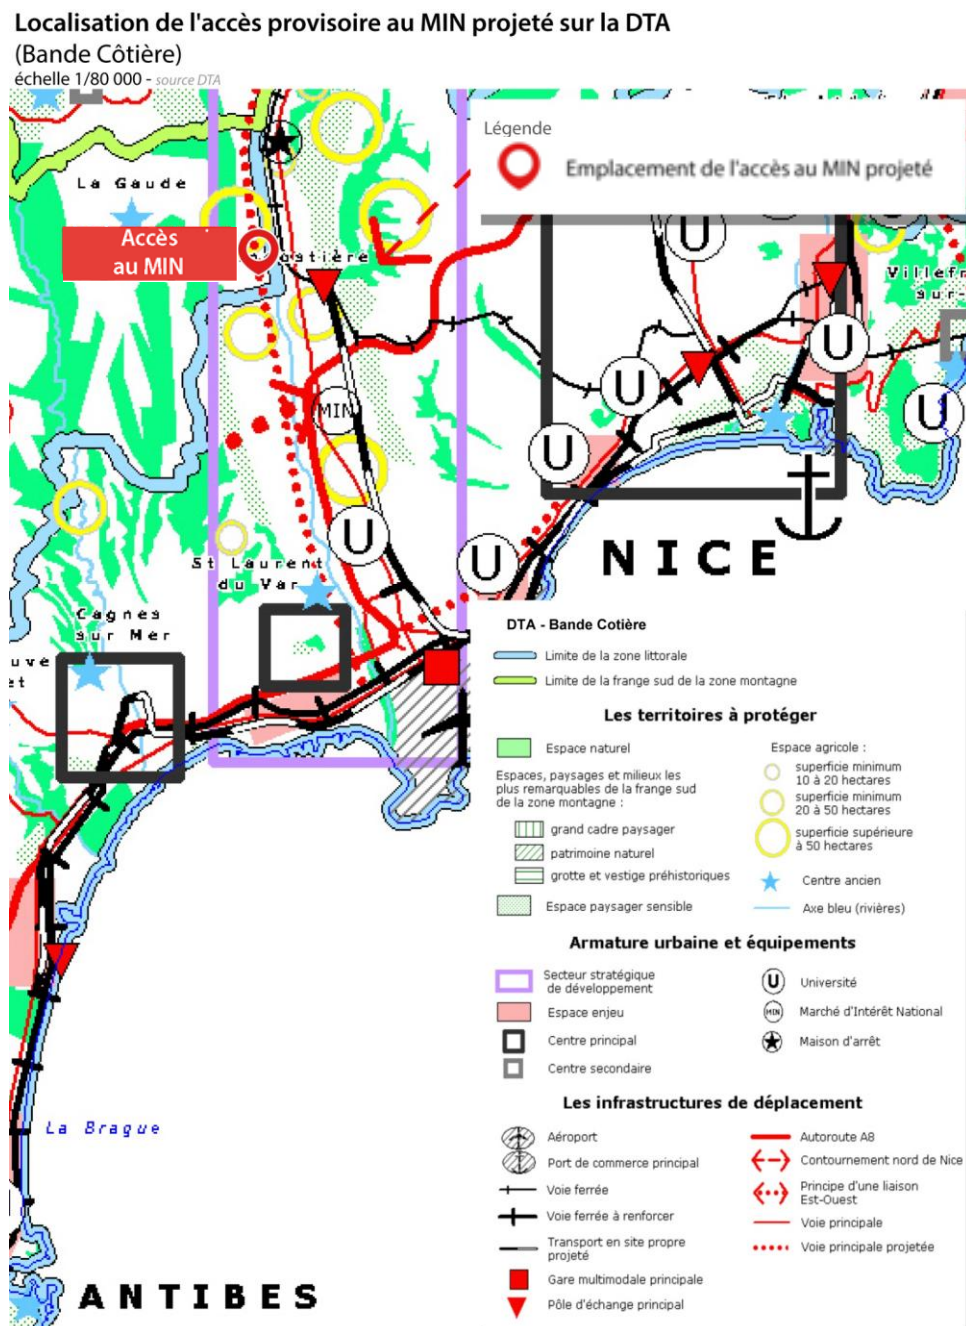 Localisation de l'accès provisoire au MIN projeté sur la DTA
(Bande Côtière)
échelle 1/80 000 - source DTA
Légende
Emplacement de l'accès au MIN projeté
La Gaude
Accès
au MIN
Villefr
sur-
U
U
U
U
U
MIN
U
U
U
NICE
St Laurent
du Var
Cagnes
sur Mer
DTA - Bande Cotière
Limite de la zone littorale
Limite de la frange sud de la zone montagne
Les territoires à protéger
Espace naturel
Espaces, paysages et milieux les
plus remarquables de la frange sud
de la zone montagne :
grand cadre paysager
patrimoine naturel
grotte et vestige préhistoriques
Espace paysager sensible
Espace agricole :
superficie minimum
10 à 20 hectares
superficie minimum
20 à 50 hectares
superficie supérieure
à 50 hectares
Centre ancien
Axe bleu (rivières)
Armature urbaine et équipements
Secteur stratégique
de développement
Espace enjeu
Centre principal
Centre secondaire
U
Université
MIN
Marché d'Intérêt National
Maison d'arrêt
Les infrastructures de déplacement
Aéroport
Port de commerce principal
Voie ferrée
Voie ferrée à renforcer
Transport en site propre
projeté
Gare multimodale principale
Pôle d'échange principal
Autoroute A8
Contournement nord de Nice
Principe d'une liaison
Est-Ouest
Voie principale
Voie principale projetée
La Brague
ANTIBES